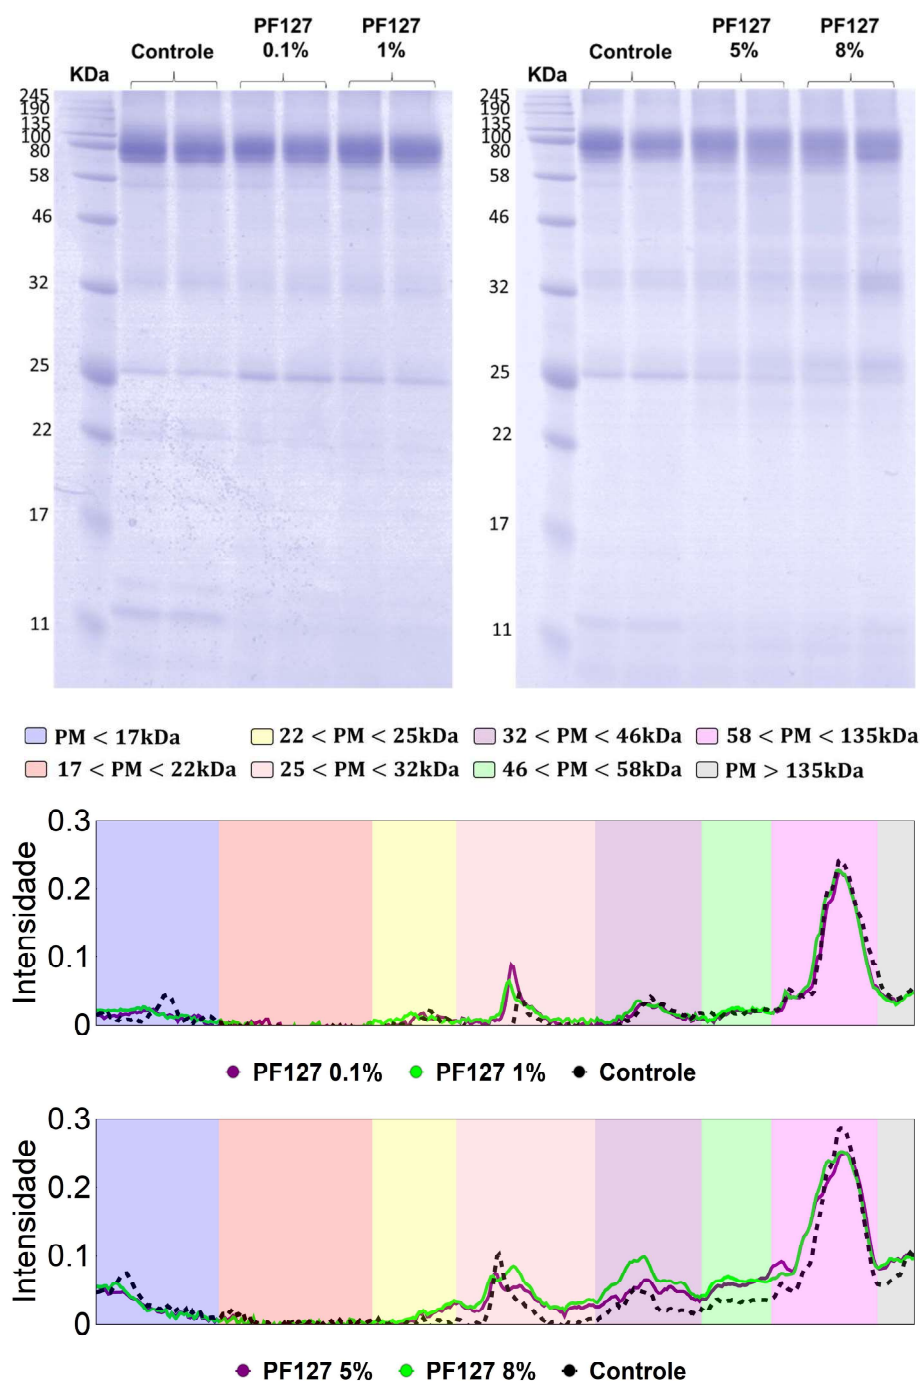 PF127 PF127
Controle 0.1% 1%
KDa
245
190
135
100
80
58
46
32
25
22
17
11
PF127 PF127
Controle 5% 8%
KDa
245
190
135
100
80
58
46
32
25
22
17
11
PM < 17kDa 22 < PM < 25kDa 32 < PM < 46kDa 58 < PM < 135kDa
17 < PM < 22kDa 25 < PM < 32kDa 46 < PM < 58kDa PM > 135kDa
Intensidade
0.3
0.2
0.1
0
PF127 0.1% PF127 1% Controle
Intensidade
0.3
0.2
0.1
0
PF127 5% PF127 8% Controle